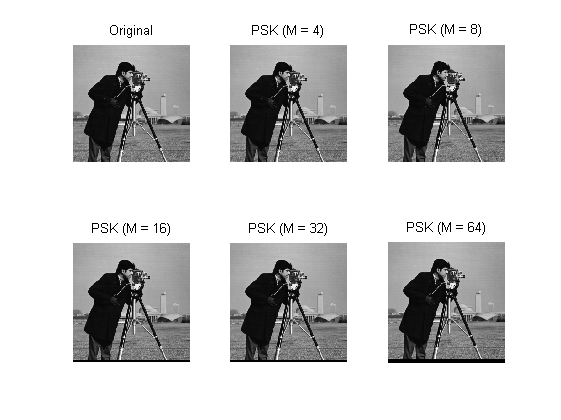 Original
PSK (M = 4)
PSK (M = 8)
PSK (M = 16)
PSK (M = 32)
PSK (M = 64)